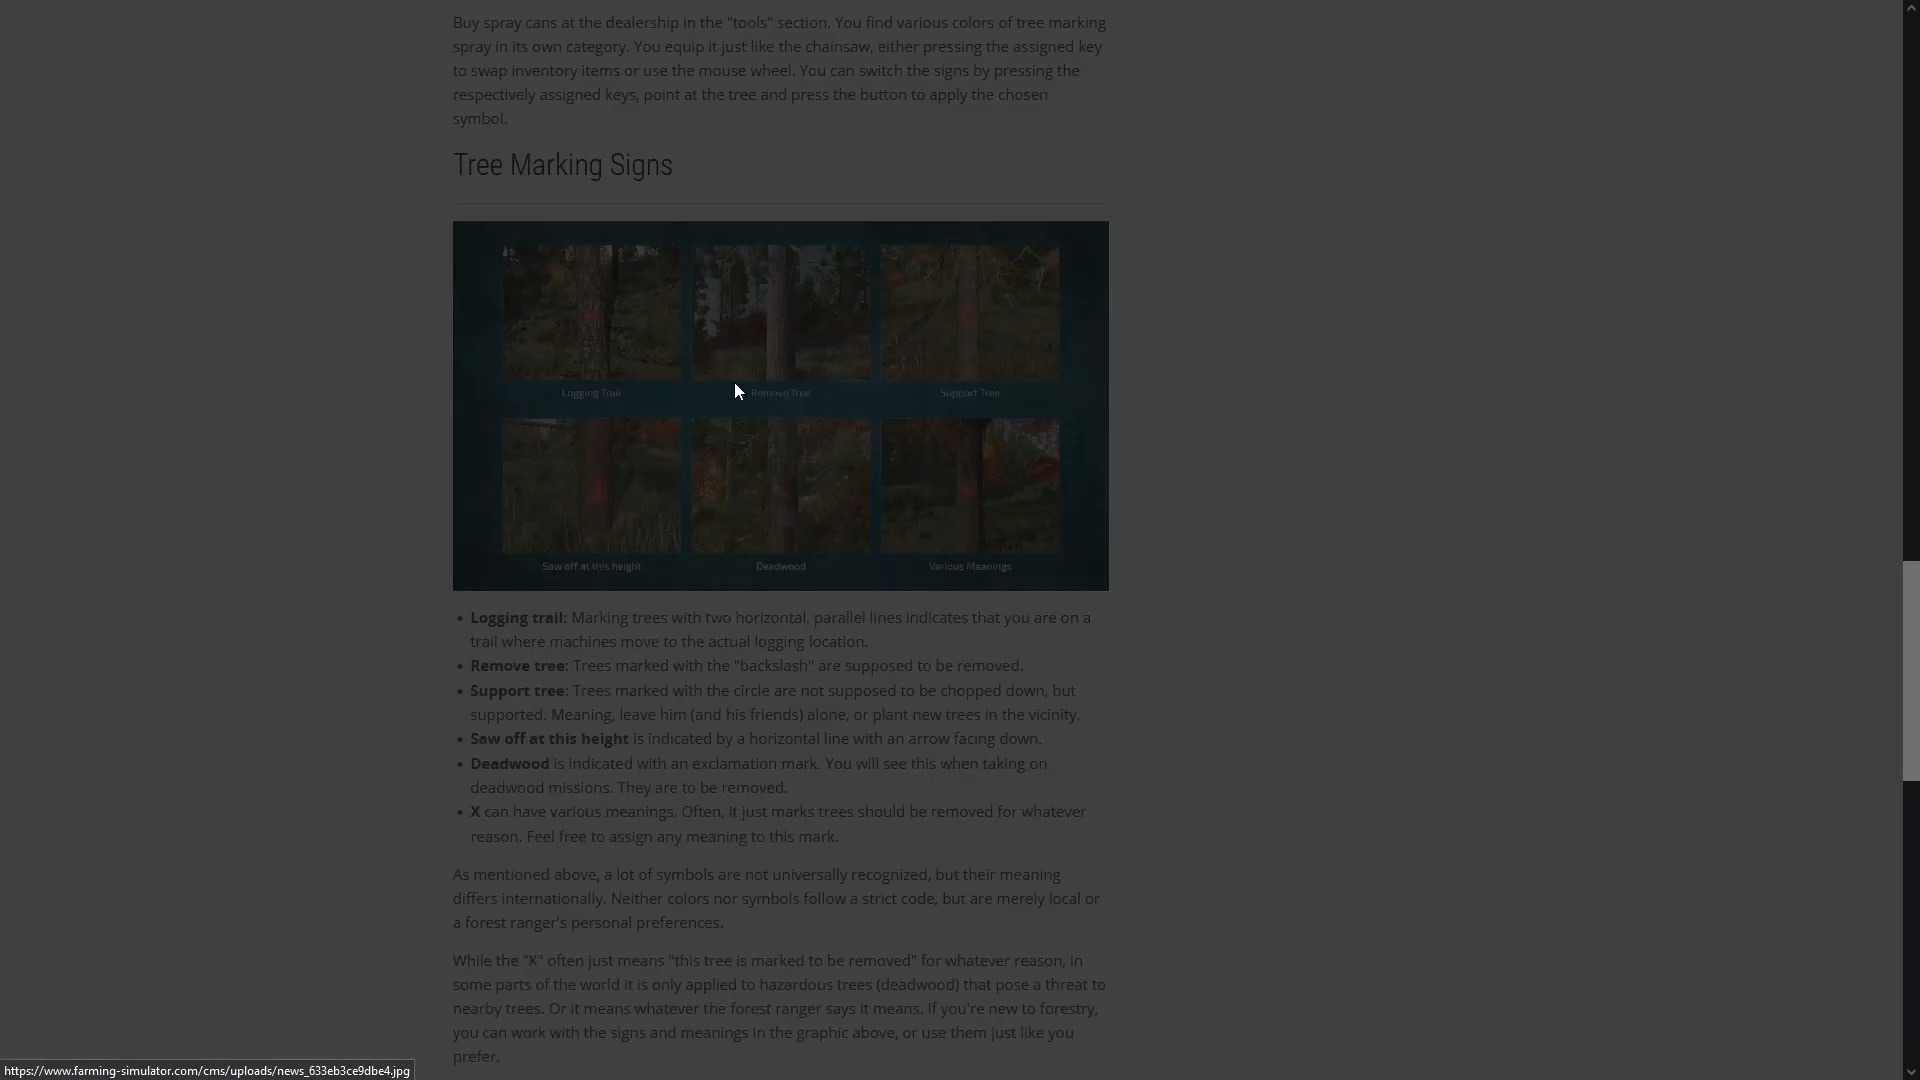 Buy spray cans at the dealership in the "tools" section. You find various colors of tree marking
spray in its own category. You equip it just like the chainsaw, either pressing the assigned key
to swap inventory items or use the mouse wheel. You can switch the signs by pressing the
respectively assigned keys, point at the tree and press the button to apply the chosen
symbol.
Tree Marking Signs
Logging Trail
Remove Tree
Support Tree
Saw off at this height
Deadwood
Various Meanings
• Logging trail: Marking trees with two horizontal, parallel lines indicates that you are on a
trail where machines move to the actual logging location.
• Remove tree: Trees marked with the "backslash" are supposed to be removed.
• Support tree: Trees marked with the circle are not supposed to be chopped down, but
supported. Meaning, leave him (and his friends) alone, or plant new trees in the vicinity.
• Saw off at this height is indicated by a horizontal line with an arrow facing down.
• Deadwood is indicated with an exclamation mark. You will see this when taking on
deadwood missions. They are to be removed.
• X can have various meanings. Often, it just marks trees should be removed for whatever
reason. Feel free to assign any meaning to this mark.
As mentioned above, a lot of symbols are not universally recognized, but their meaning
differs internationally. Neither colors nor symbols follow a strict code, but are merely local or
a forest ranger's personal preferences.
While the "X" often just means "this tree is marked to be removed" for whatever reason, in
some parts of the world it is only applied to hazardous trees (deadwood) that pose a threat to
nearby trees. Or it means whatever the forest ranger says it means. If you're new to forestry,
you can work with the signs and meanings in the graphic above, or use them just like you
prefer.
https://www.farming-simulator.com/cms/uploads/news_633eb3ce9dbe4.jpg